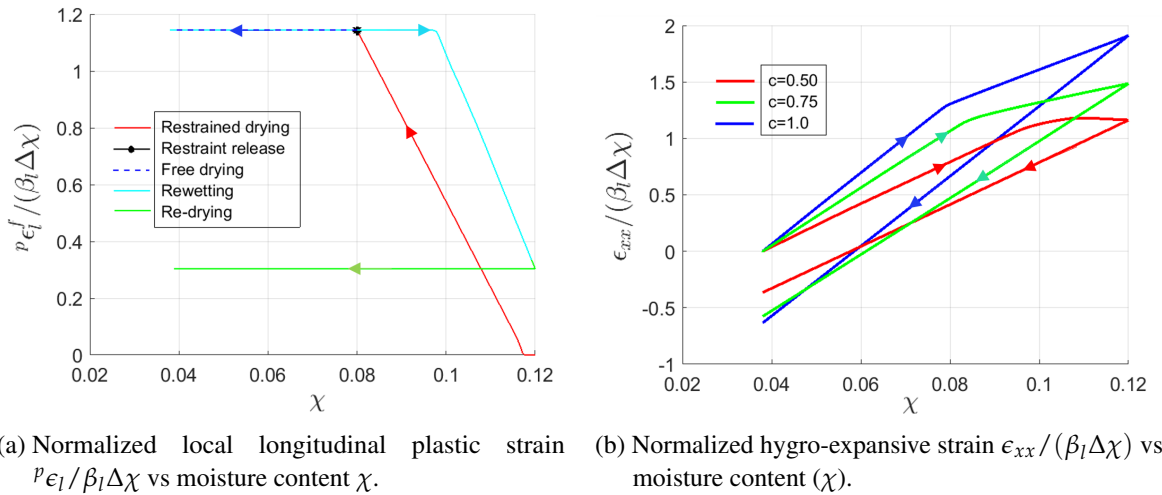 1.2
1
0.8
0.6
0.4
0.2
0
0.02
0.04
0.06
0.08
0.1
0.12
χ
ᵖϵₗᶠ/(βₗΔχ)
Restrained drying
Restraint release
Free drying
Rewetting
Re-drying
(a) Normalized local longitudinal plastic strain
ᵖϵₗ/βₗΔχ vs moisture content χ.
2
1.5
1
0.5
0
-0.5
-1
0.02
0.04
0.06
0.08
0.1
0.12
χ
ϵₓₓ/(βₗΔχ)
c=0.50
c=0.75
c=1.0
(b) Normalized hygro-expansive strain ϵₓₓ/(βₗΔχ) vs
moisture content (χ).